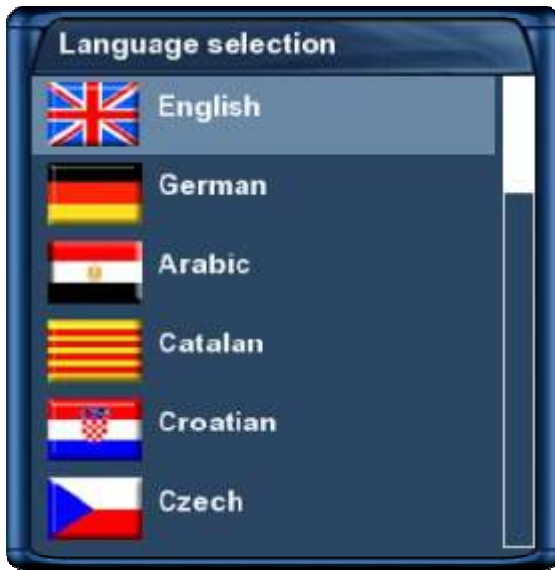 Language selection
English
German
Arabic
Catalan
Croatian
Czech